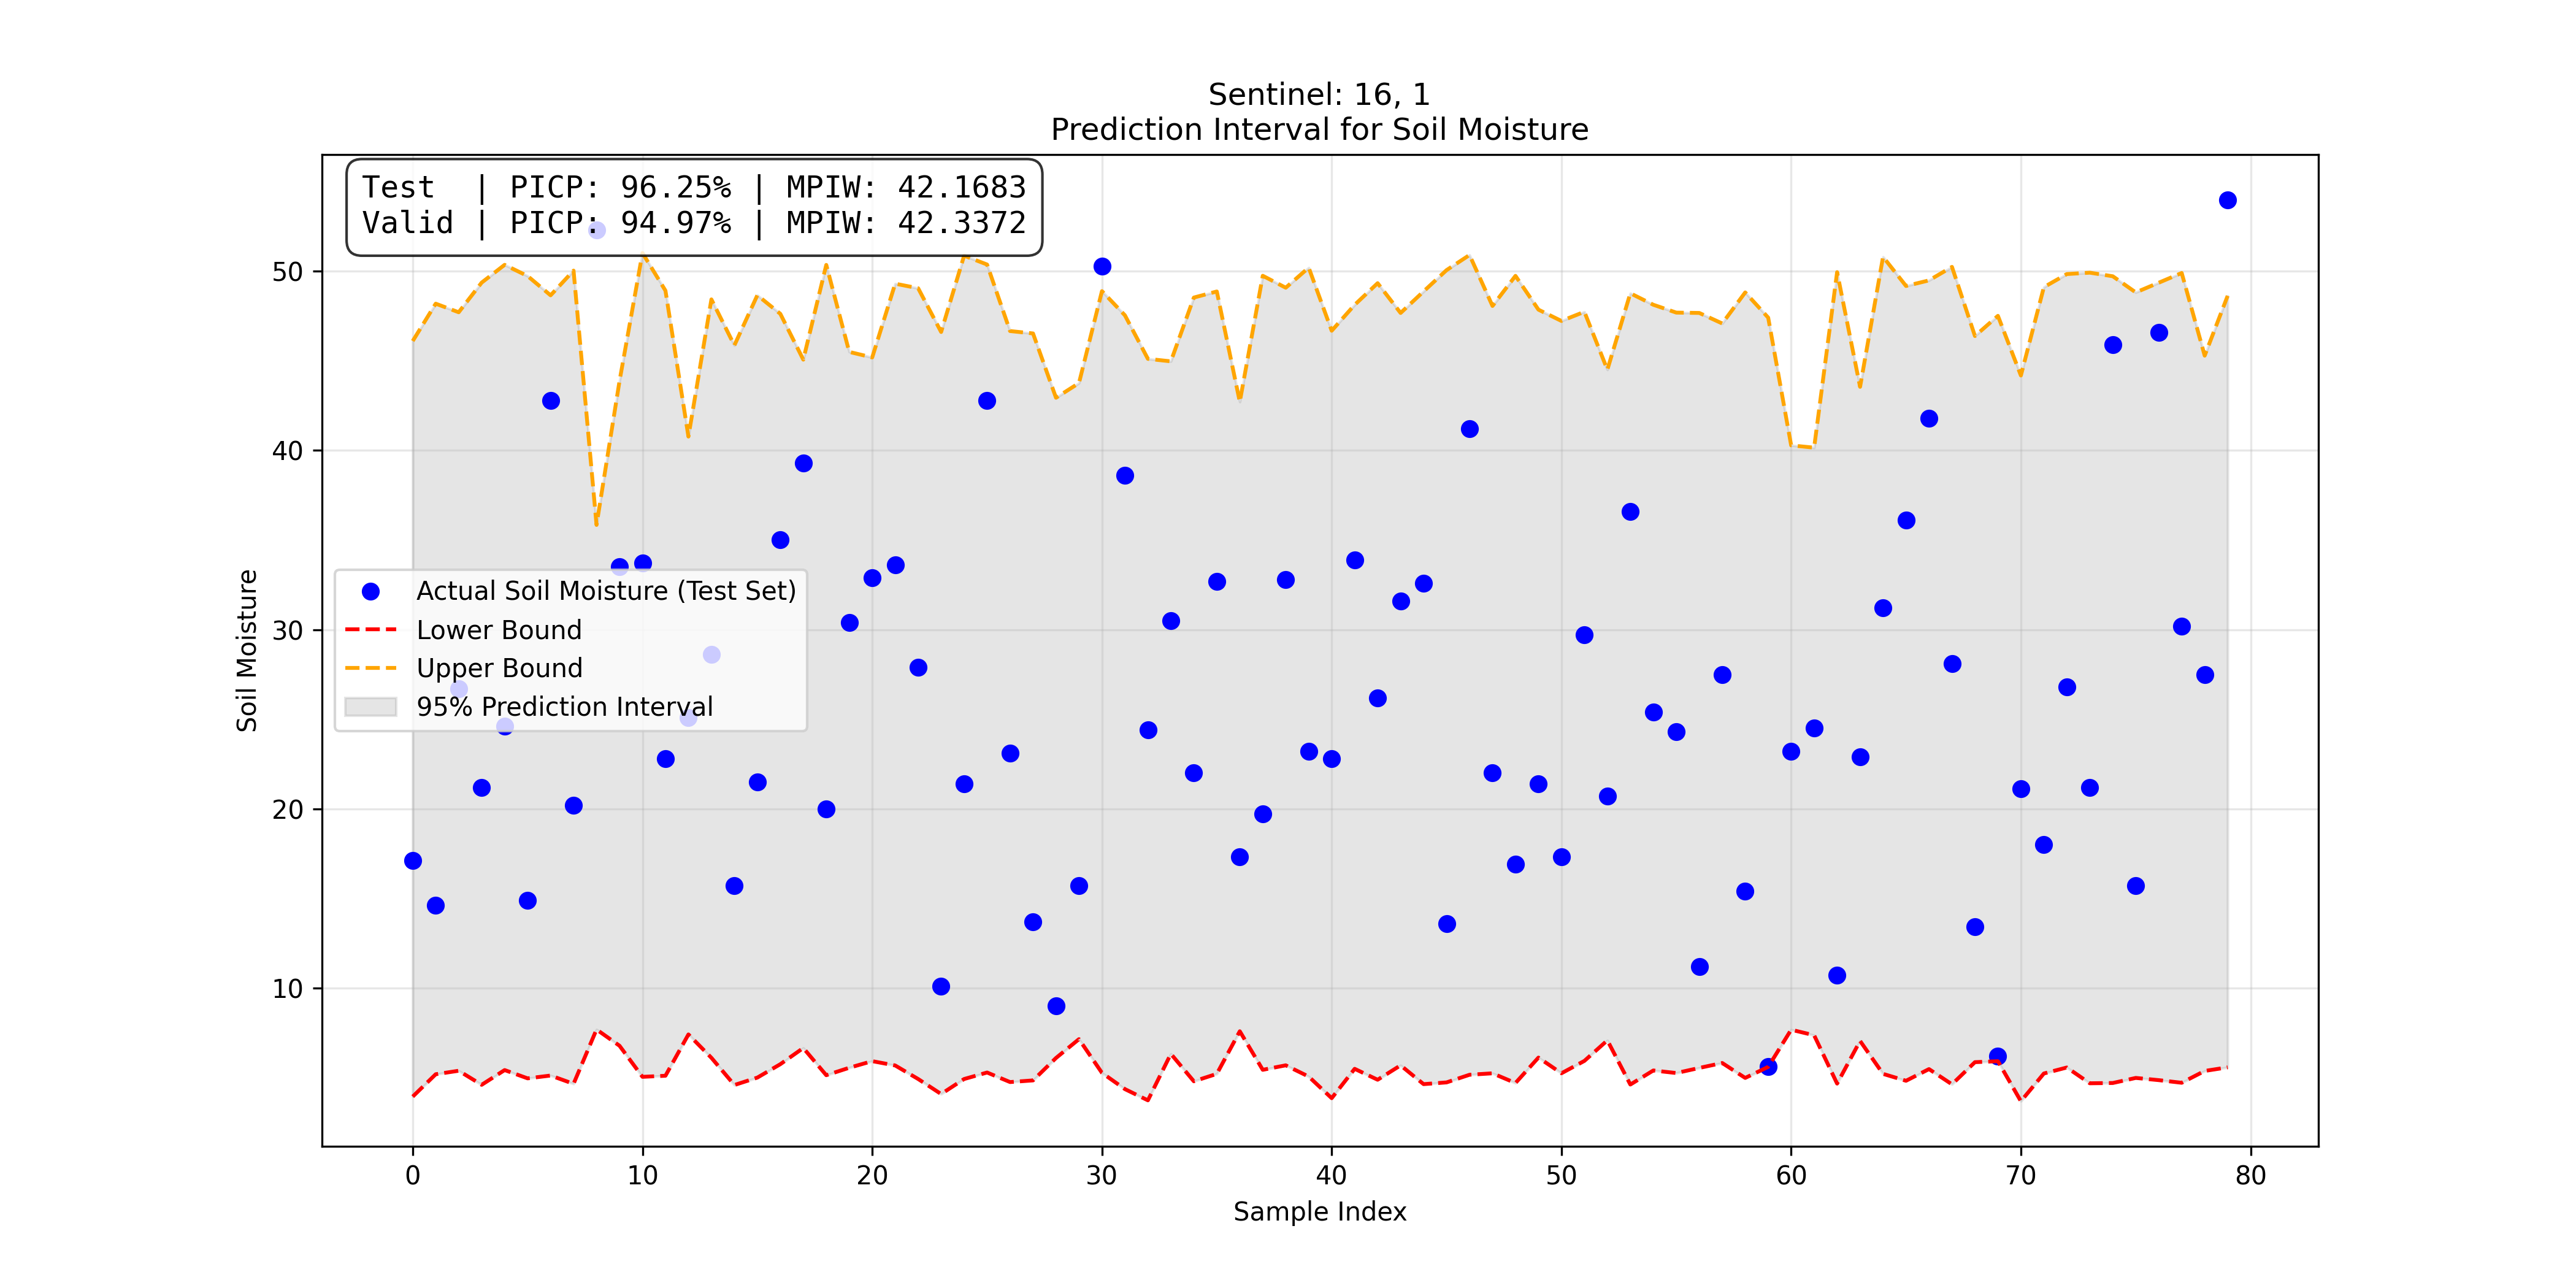 Sentinel: 16, 1
Prediction Interval for Soil Moisture
Test  | PICP: 96.25% | MPIW: 42.1683
Valid | PICP: 94.97% | MPIW: 42.3372
50
40
30
20
10
Soil Moisture
Actual Soil Moisture (Test Set)
Lower Bound
Upper Bound
95% Prediction Interval
0 10 20 30 40 50 60 70 80
Sample Index